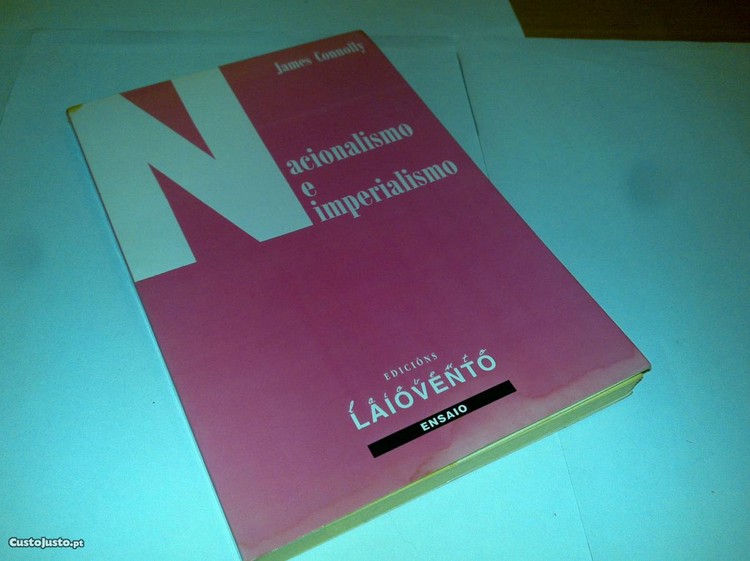 James Connolly
Nacionalismo
e
imperialismo
EDICIÓNS
laiovento
LAIOVENTO
ENSAIO
CustoJusto.pt